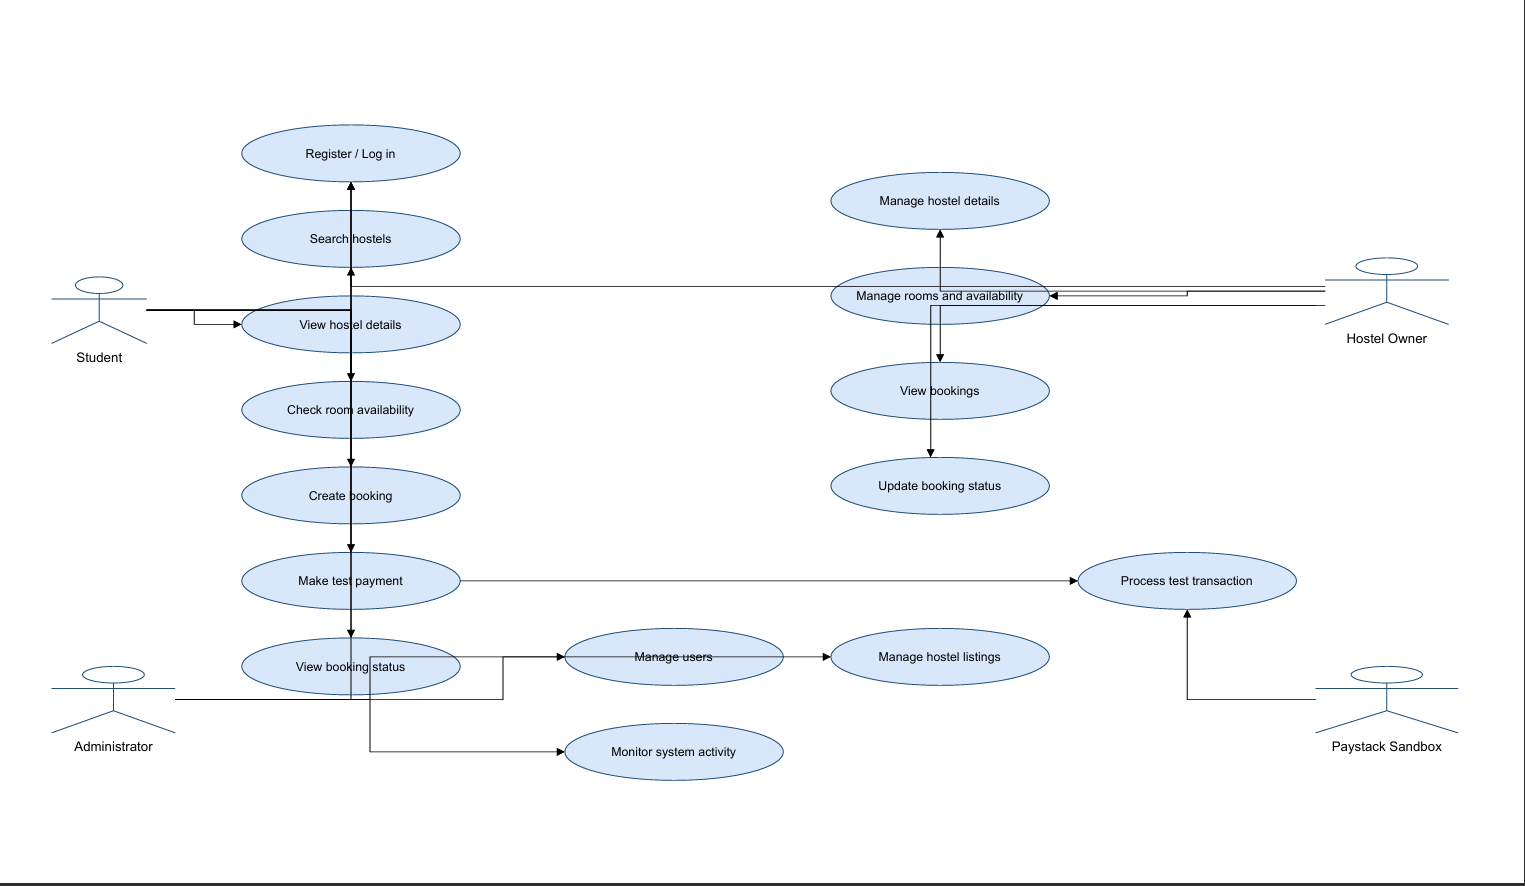 Register / Log in
Manage hostel details
Search hostels
Manage rooms and availability
View hostel details
Hostel Owner
Student
View bookings
Check room availability
Update booking status
Create booking
Make test payment
Process test transaction
Manage users
Manage hostel listings
View booking status
Administrator
Paystack Sandbox
Monitor system activity